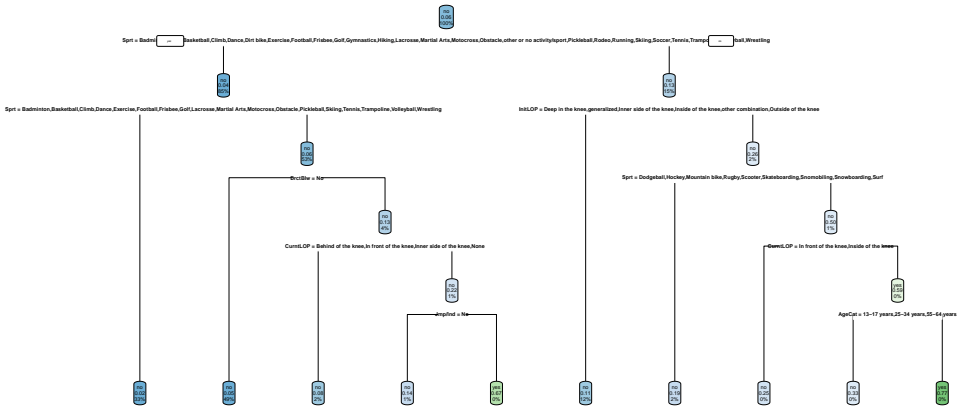 no
0.06
100%
Sprt = Badmi Basketball,Climb,Dance,Dirt bike,Exercise,Football,Frisbee,Golf,Gymnastics,Hiking,Lacrosse,Martial Arts,Motocross,Obstacle,other or no activity/sport,Pickleball,Rodeo,Running,Skiing,Soccer,Tennis,Trampo ball,Wrestling
no
0.04
85%
no
0.13
15%
Sprt = Badminton,Basketball,Climb,Dance,Exercise,Football,Frisbee,Golf,Lacrosse,Martial Arts,Motocross,Obstacle,Pickleball,Skiing,Tennis,Trampoline,Volleyball,Wrestling
InitLOP = Deep in the knee,generalized,Inner side of the knee,Inside of the knee,other combination,Outside of the knee
no
0.06
53%
no
0.26
2%
BrctBlw = No
Sprt = Dodgeball,Hockey,Mountain bike,Rugby,Scooter,Skateboarding,Snomobiling,Snowboarding,Surf
no
0.13
4%
no
0.50
1%
CurntLOP = Behind of the knee,In front of the knee,Inner side of the knee,None
CurntLOP = In front of the knee,Inside of the knee
no
0.22
1%
yes
0.59
0%
JmpInd = No
AgeCat = 13−17 years,25−34 years,55−64 years
no
0.02
33%
no
0.05
49%
no
0.08
2%
no
0.14
1%
yes
0.67
0%
no
0.11
12%
no
0.19
2%
no
0.25
0%
no
0.33
0%
yes
0.77
0%